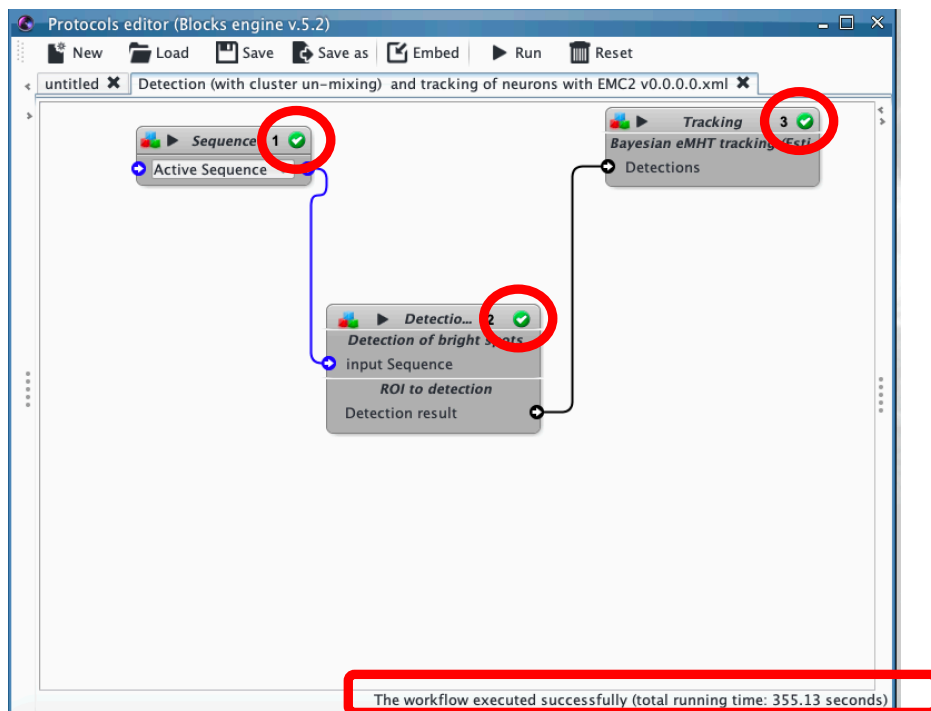 Protocols editor (Blocks engine v.5.2)
New Load Save Save as Embed Run Reset
untitled Detection (with cluster un-mixing) and tracking of neurons with EMC2 v0.0.0.0.xml
Sequence 1
Active Sequence
Tracking 3
Bayesian eMHT tracking (Esti
Detections
Detectio... 2
Detection of bright spots
input Sequence
ROI to detection
Detection result
The workflow executed successfully (total running time: 355.13 seconds)